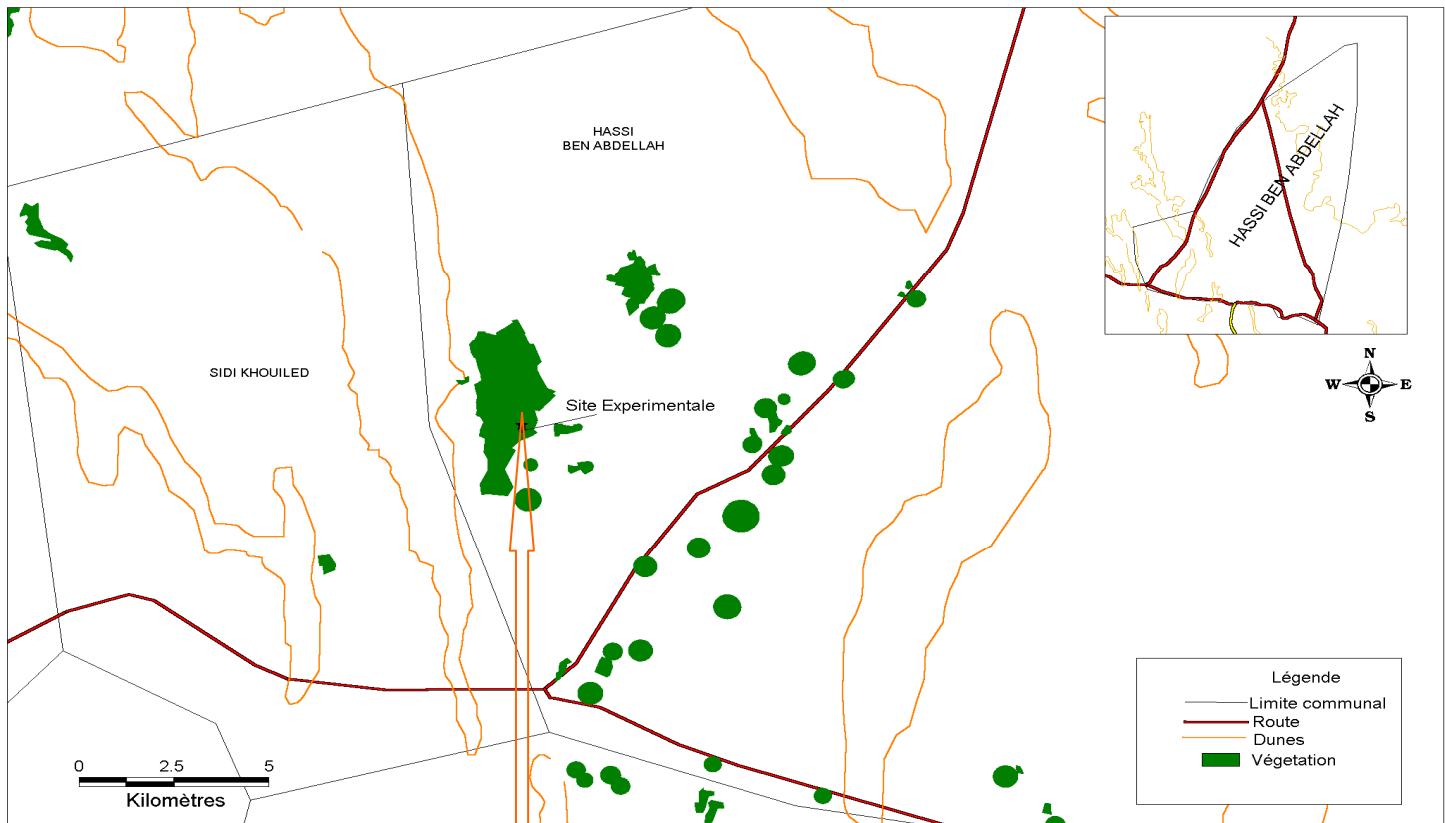 HASSI
BEN ABDELLAH
HASSI BEN ABDELLAH
SIDI KHOUILED
Site Experimentale
N
W E
S
Légende
Limite communal
Route
Dunes
Végetation
0 2.5 5
Kilomètres